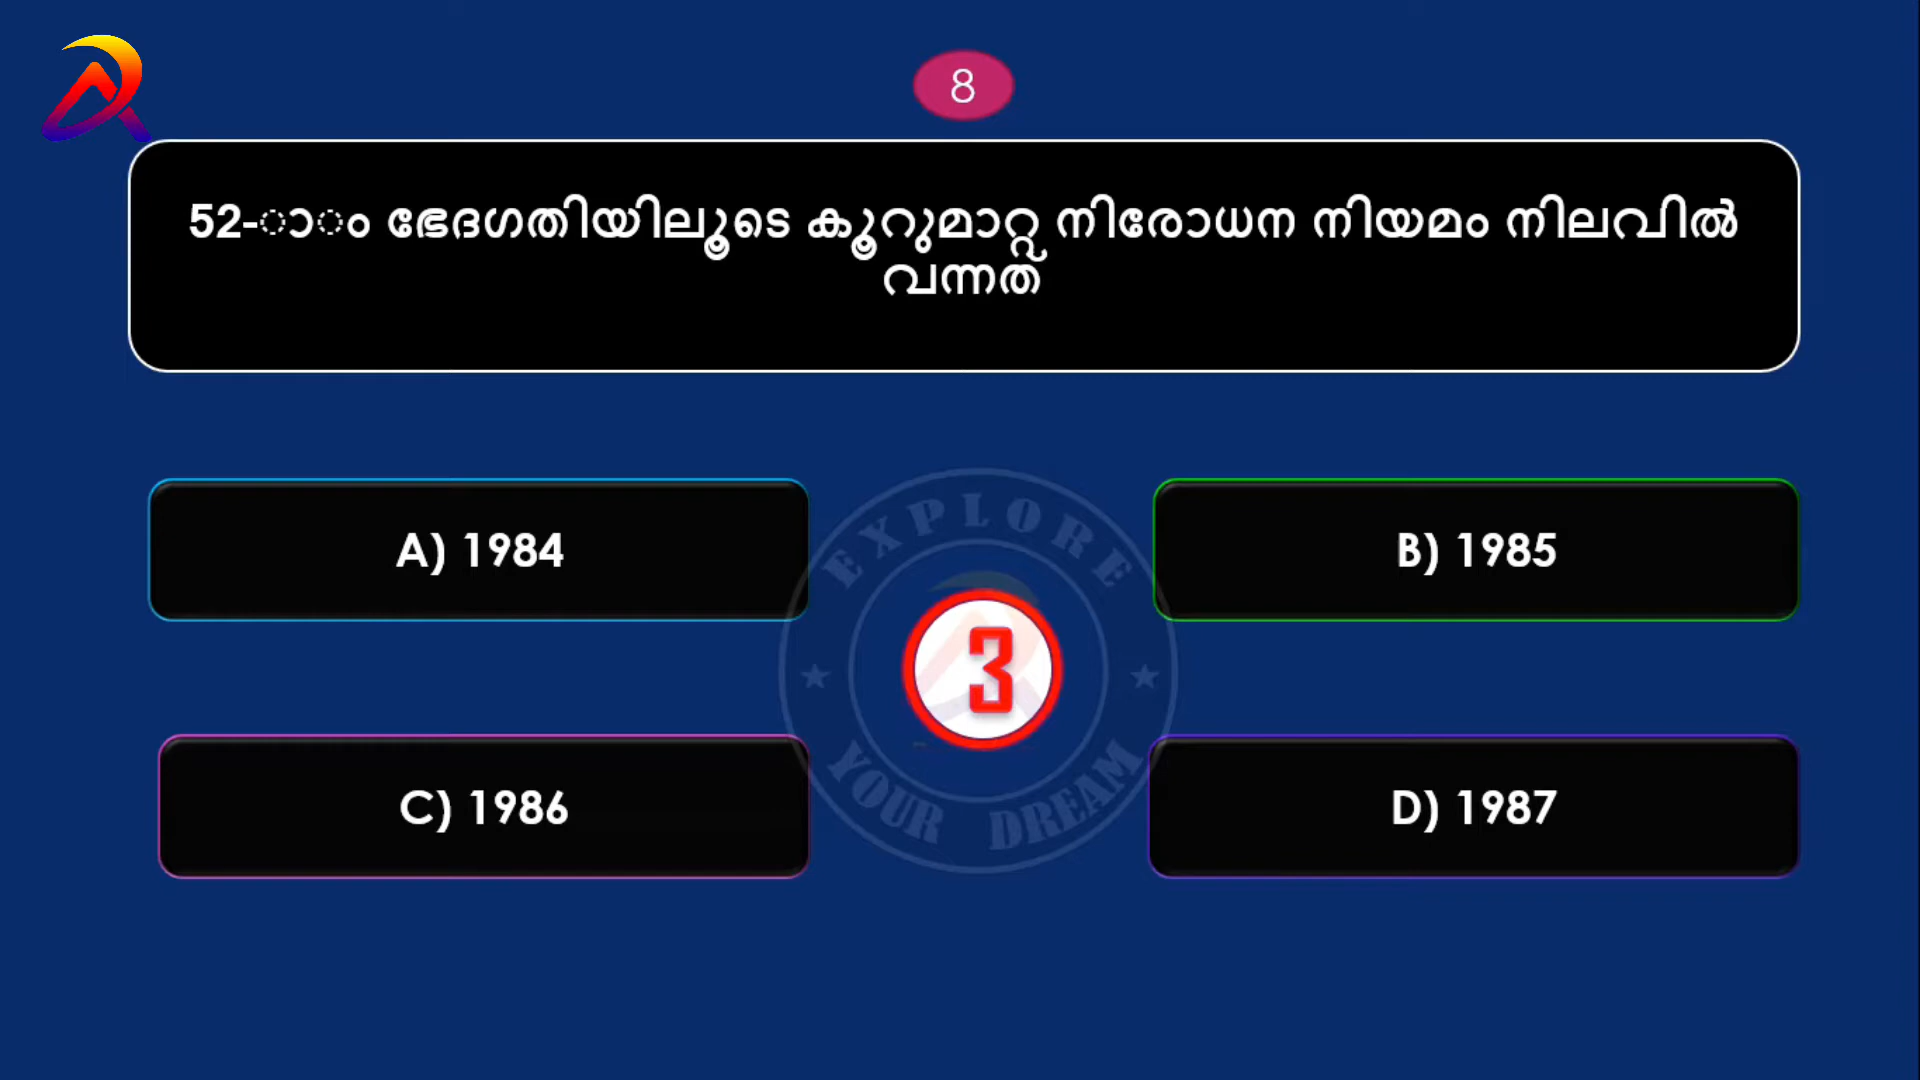 8
52-ാം ഭേദഗതിയിലൂടെ കൂറുമാറ്റ നിരോധന നിയമം നിലവിൽ
വന്നത്
A) 1984
B) 1985
EXPLORE
3
YOUR DREAM
C) 1986
D) 1987